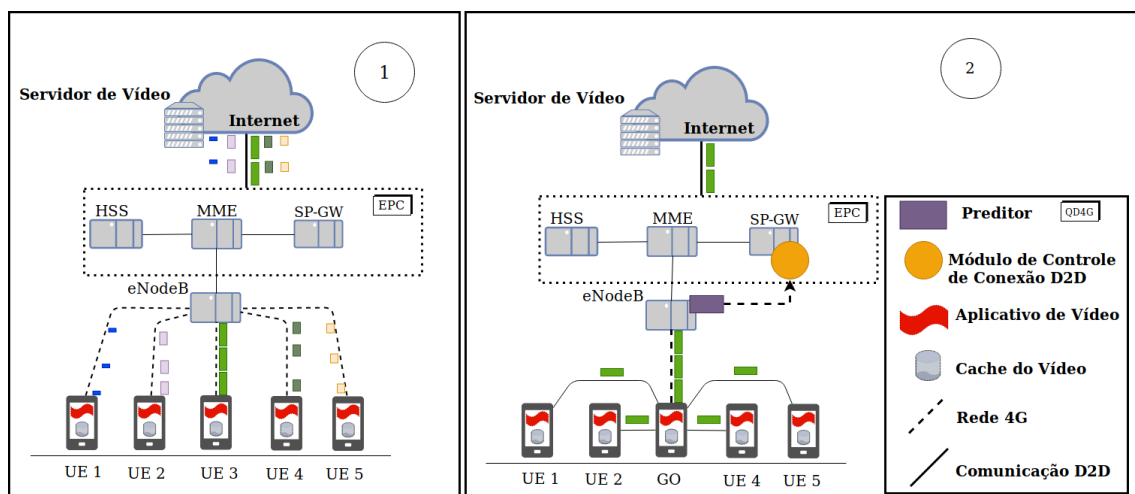 1
Servidor de Vídeo
Internet
EPC
HSS
MME
SP-GW
eNodeB
UE 1
UE 2
UE 3
UE 4
UE 5
2
Servidor de Vídeo
Internet
EPC
HSS
MME
SP-GW
eNodeB
UE 1
UE 2
GO
UE 4
UE 5
Preditor
QD4G
Módulo de Controle
de Conexão D2D
Aplicativo de Vídeo
Cache do Vídeo
Rede 4G
Comunicação D2D